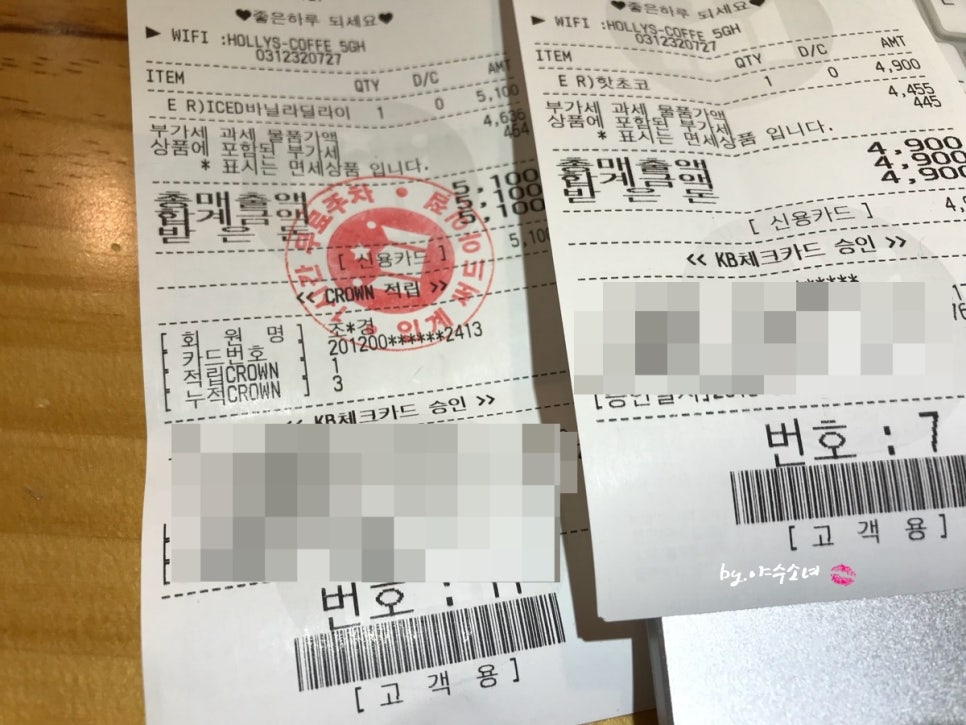 ♥좋은하루 되세요♥
▶ WIFI :HOLLYS-COFFE 5GH
0312320727
ITEM QTY D/C AMT
E R)ICED바닐라딜라이 1 0 5,100
부가세 과세 물품가액 4,636
상품에 포함된 부가세 464
* 표시는 면세상품 입니다.
총매출액 5,100
합계금액 5,100
받은돈 5,100
[ 신용카드 ] 5,100
<< CROWN 적립 >>
[ 회 원 명 ] 조*경
[ 카드번호 ] 201200******2413
[ 적립CROWN ] 1
[ 누적CROWN ] 3
<< KB체크카드 승인 >>
번호 : 11
[ 고 객 용 ]
무료주차
♥좋은하루 되세요♥
▶ WIFI :HOLLYS-COFFE 5GH
0312320727
ITEM QTY D/C AMT
E R)핫초코 1 0 4,900
부가세 과세 물품가액 4,455
상품에 포함된 부가세 445
* 표시는 면세상품 입니다.
총매출액 4,900
합계금액 4,900
받은돈 4,900
[ 신용카드 ]
<< KB체크카드 승인 >>
번호 : 7
[ 고 객 용 ]
by.야수소녀